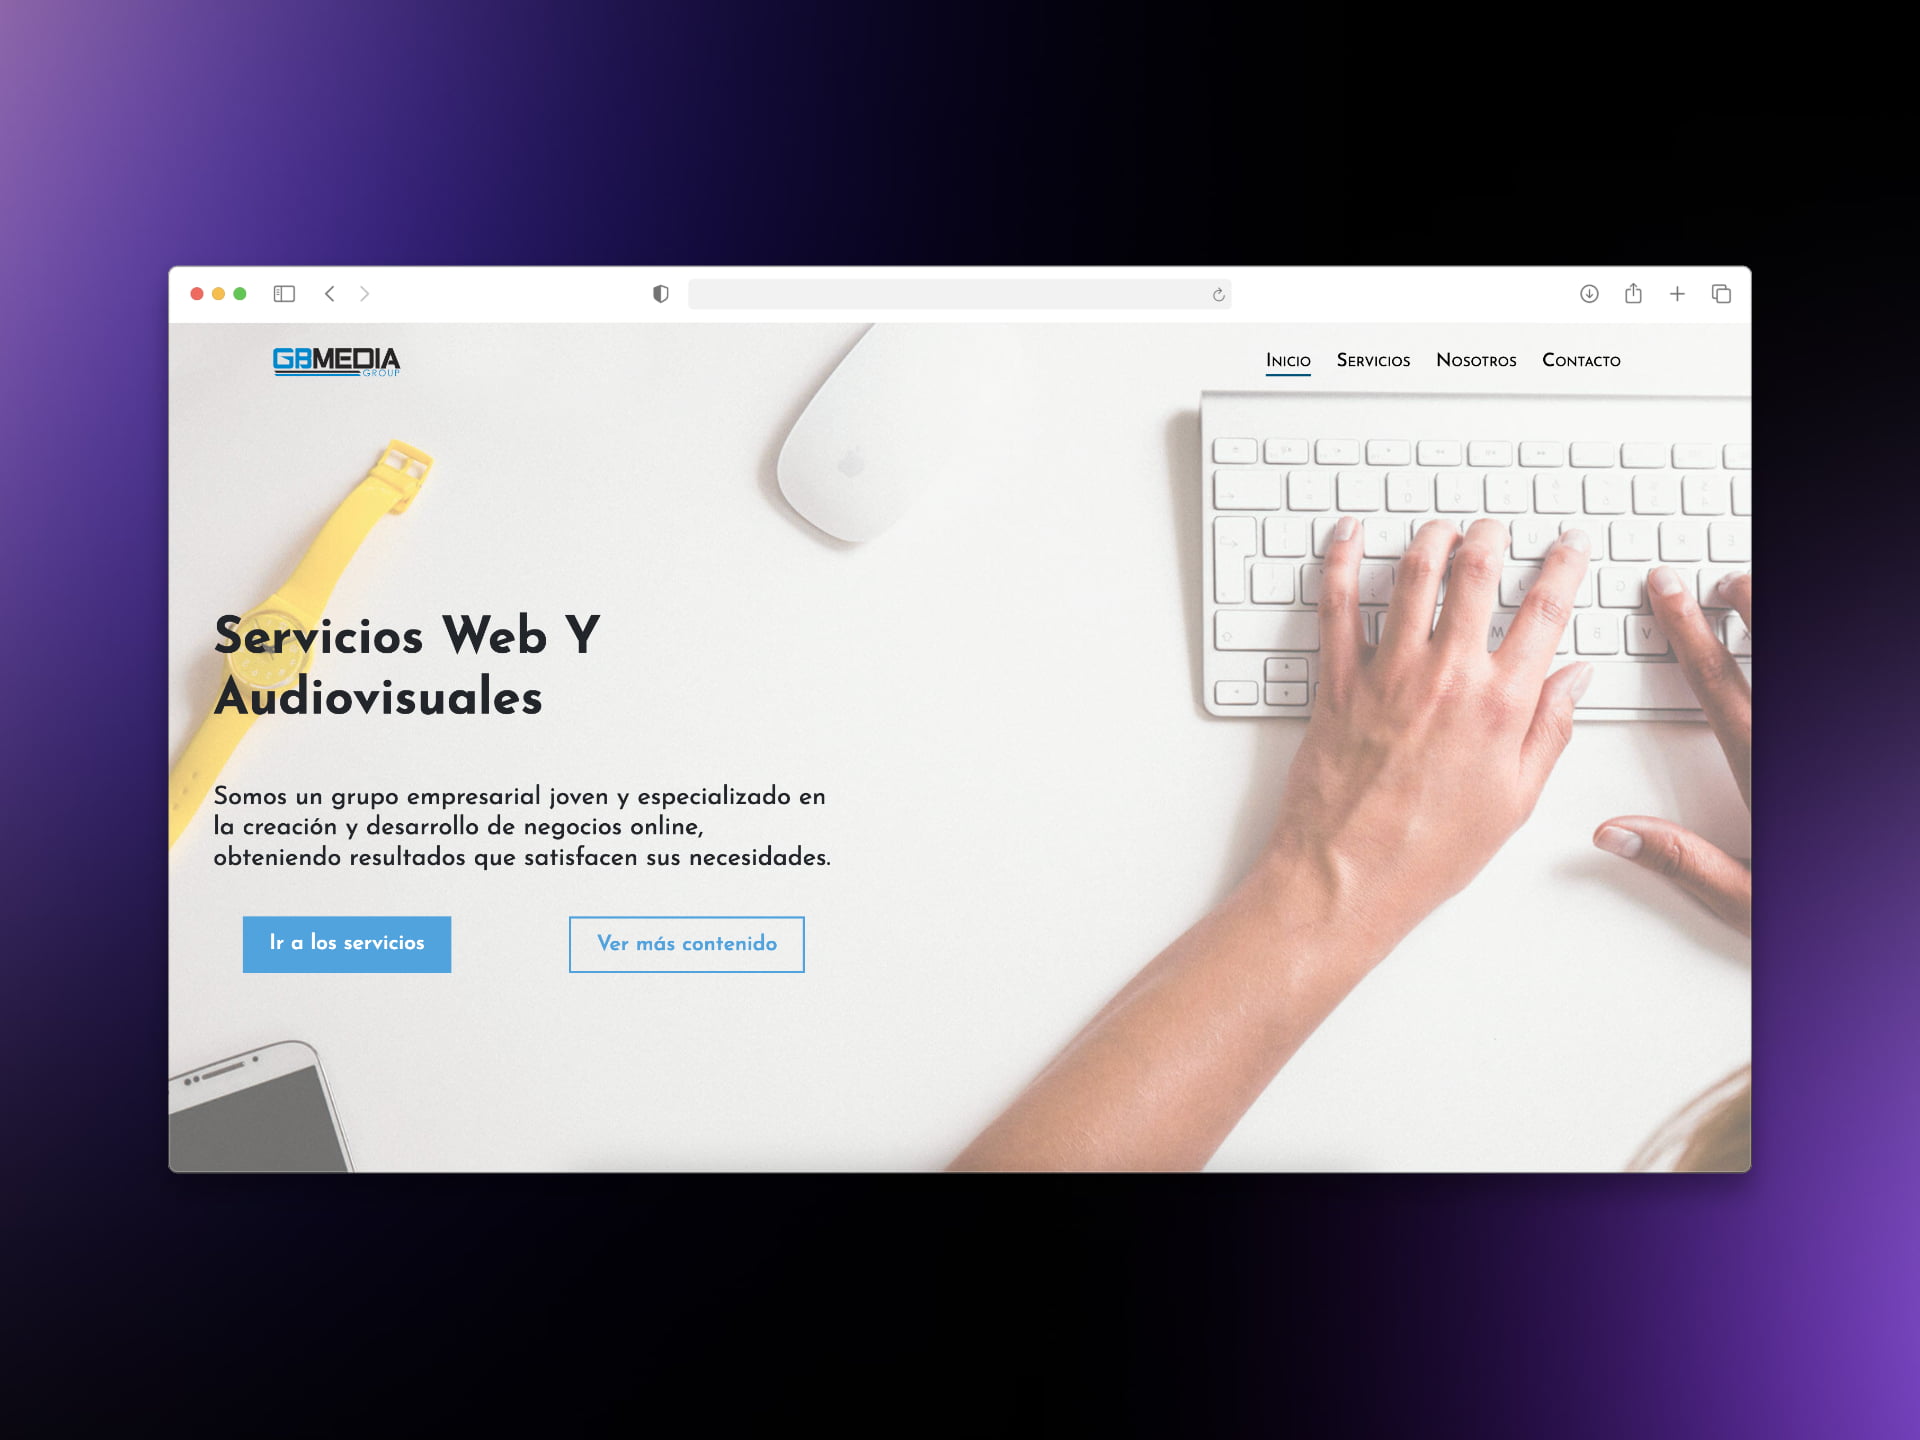 GBMEDIA
GROUP
Inicio Servicios Nosotros Contacto
Servicios Web Y
Audiovisuales
Somos un grupo empresarial joven y especializado en
la creación y desarrollo de negocios online,
obteniendo resultados que satisfacen sus necesidades.
Ir a los servicios Ver más contenido